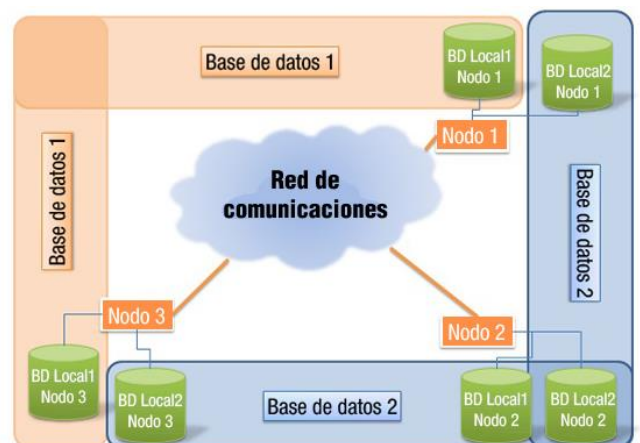 Base de datos 1
BD Local1
Nodo 1
BD Local2
Nodo 1
Nodo 1
Red de
comunicaciones
Base de datos 1
Base de datos 2
Nodo 3
Nodo 2
BD Local1
Nodo 3
BD Local2
Nodo 3
Base de datos 2
BD Local1
Nodo 2
BD Local2
Nodo 2